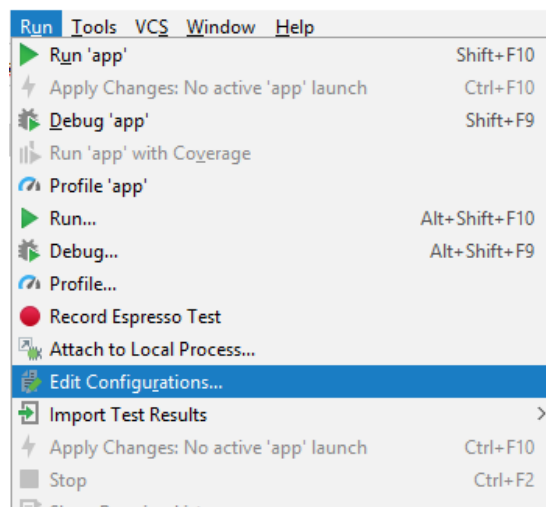 Run Tools VCS Window Help
Run 'app' Shift+F10
Apply Changes: No active 'app' launch Ctrl+F10
Debug 'app' Shift+F9
Run 'app' with Coverage
Profile 'app'
Run... Alt+Shift+F10
Debug... Alt+Shift+F9
Profile...
Record Espresso Test
Attach to Local Process...
Edit Configurations...
Import Test Results
Apply Changes: No active 'app' launch Ctrl+F10
Stop Ctrl+F2